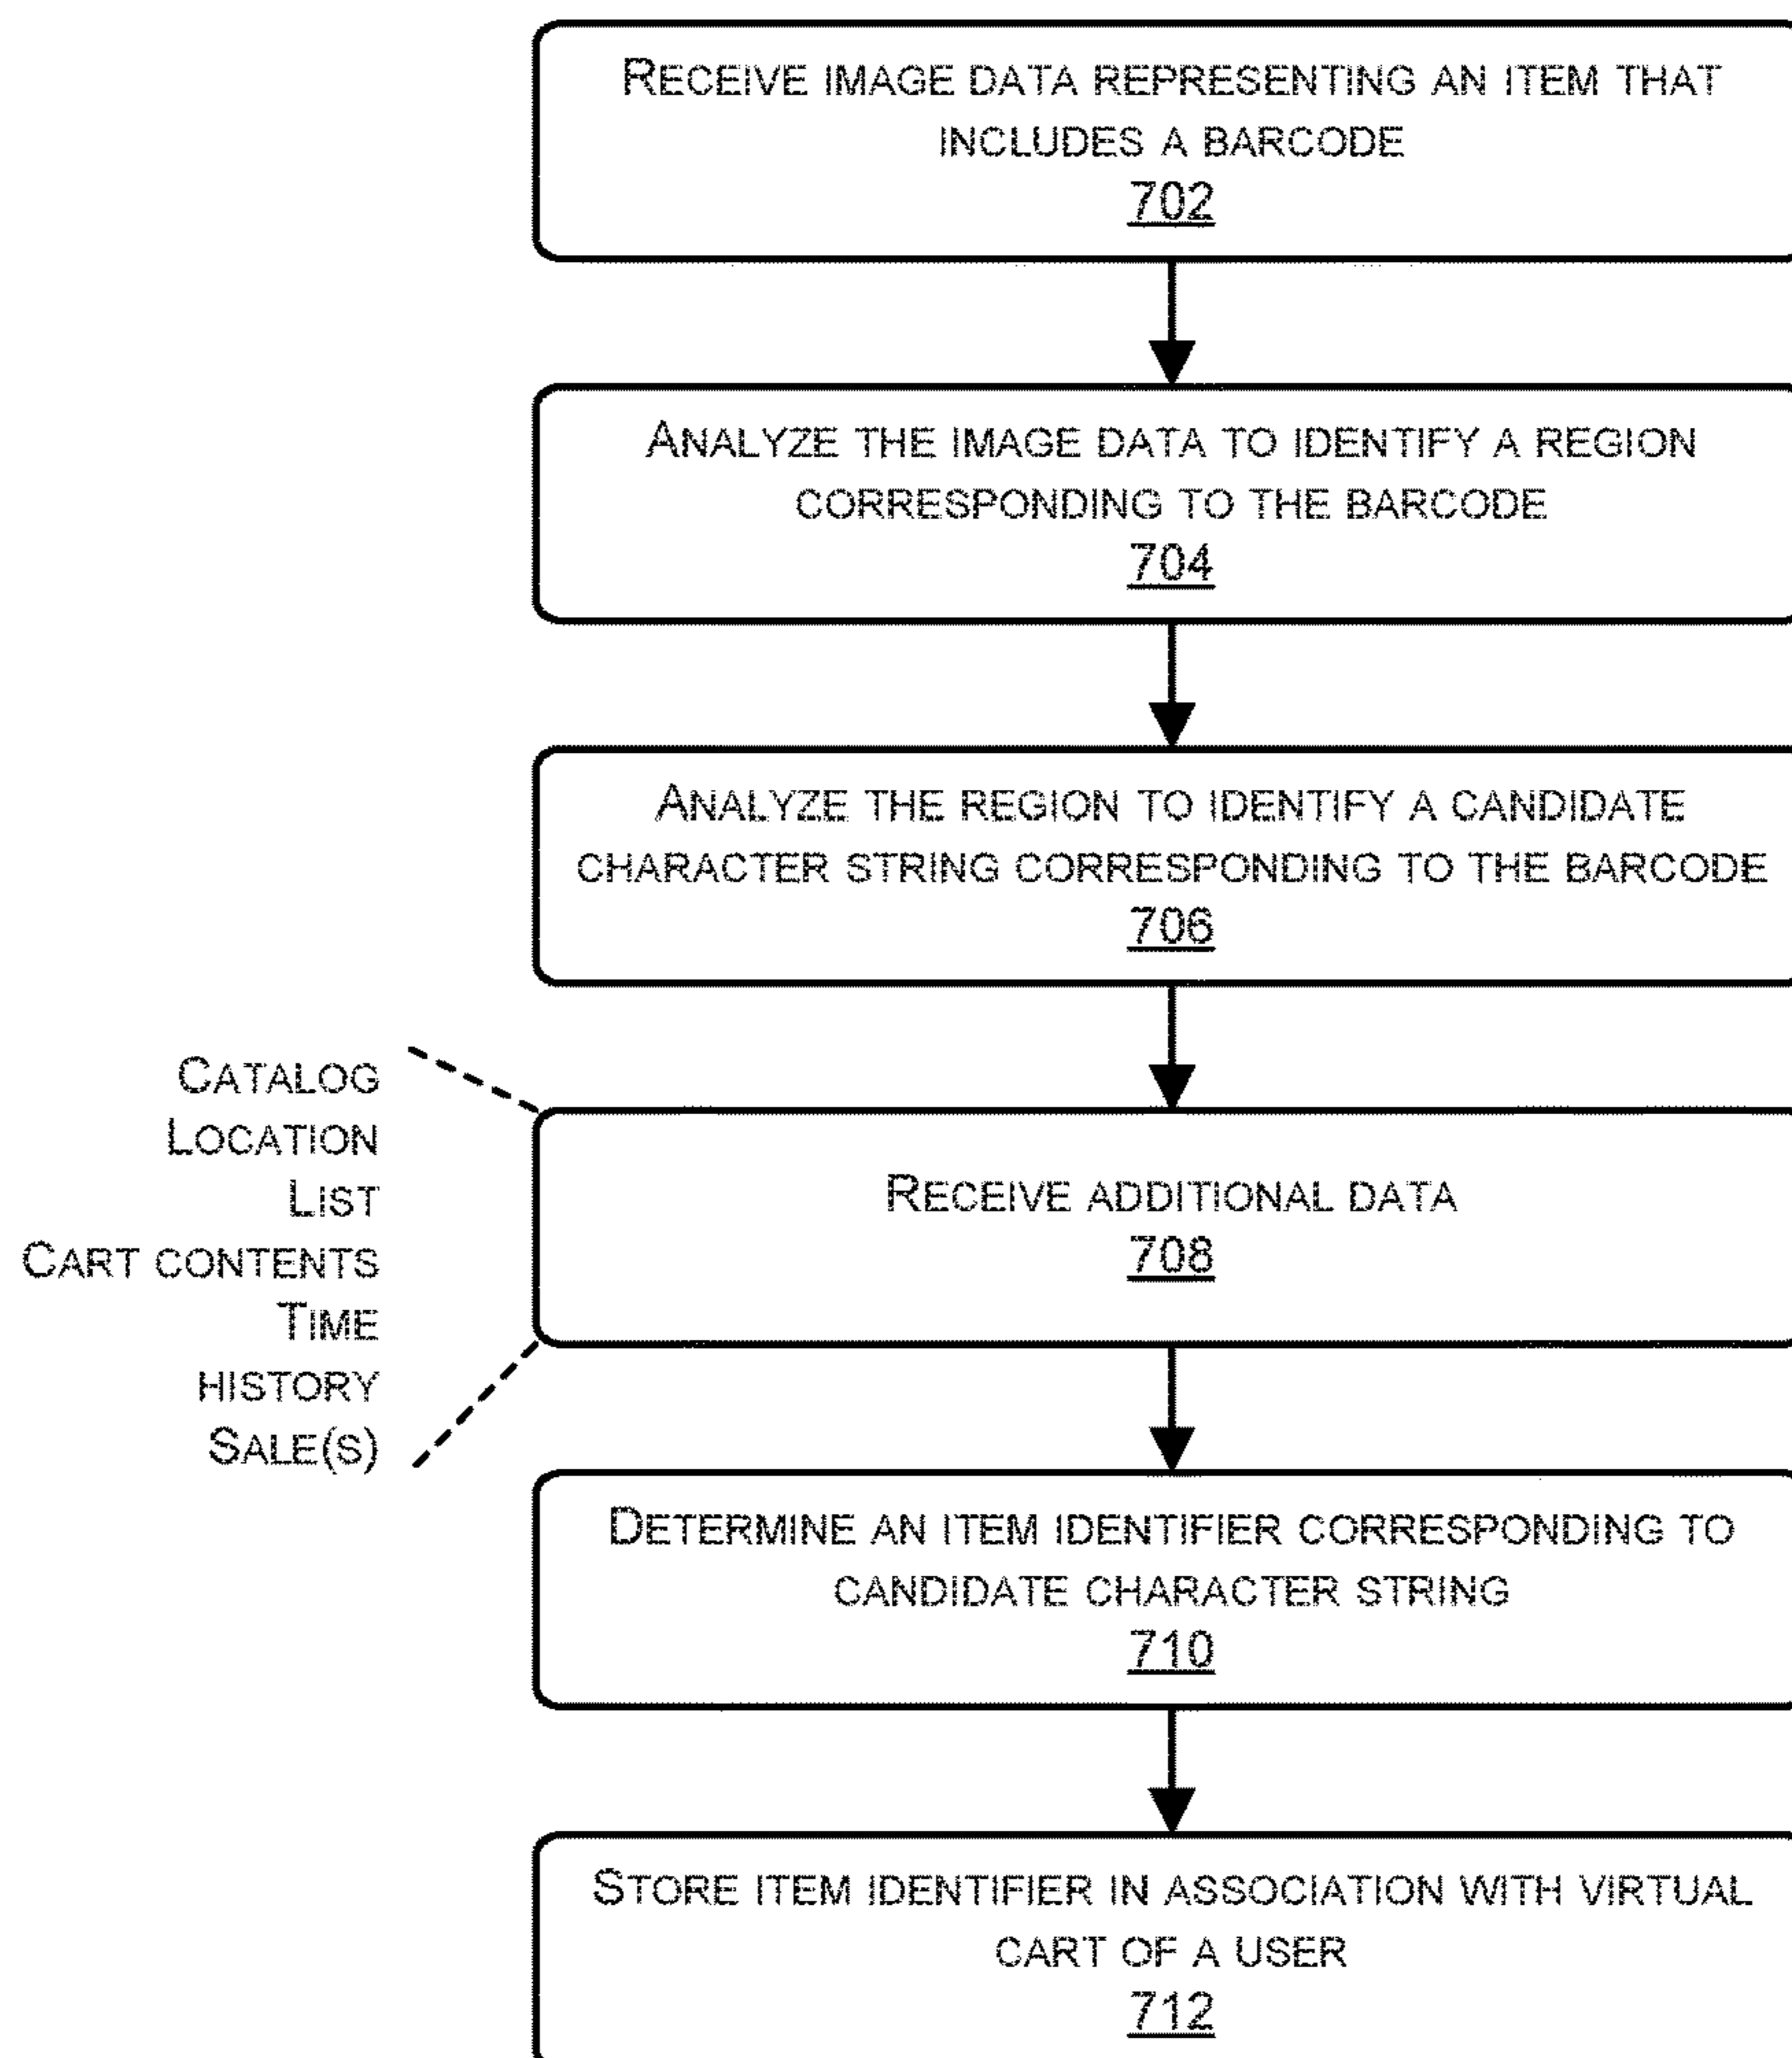 RECEIVE IMAGE DATA REPRESENTING AN ITEM THAT
INCLUDES A BARCODE
702
ANALYZE THE IMAGE DATA TO IDENTIFY A REGION
CORRESPONDING TO THE BARCODE
704
ANALYZE THE REGION TO IDENTIFY A CANDIDATE
CHARACTER STRING CORRESPONDING TO THE BARCODE
706
CATALOG
LOCATION
LIST
CART CONTENTS
TIME
HISTORY
SALE(S)
RECEIVE ADDITIONAL DATA
708
DETERMINE AN ITEM IDENTIFIER CORRESPONDING TO
CANDIDATE CHARACTER STRING
710
STORE ITEM IDENTIFIER IN ASSOCIATION WITH VIRTUAL
CART OF A USER
712